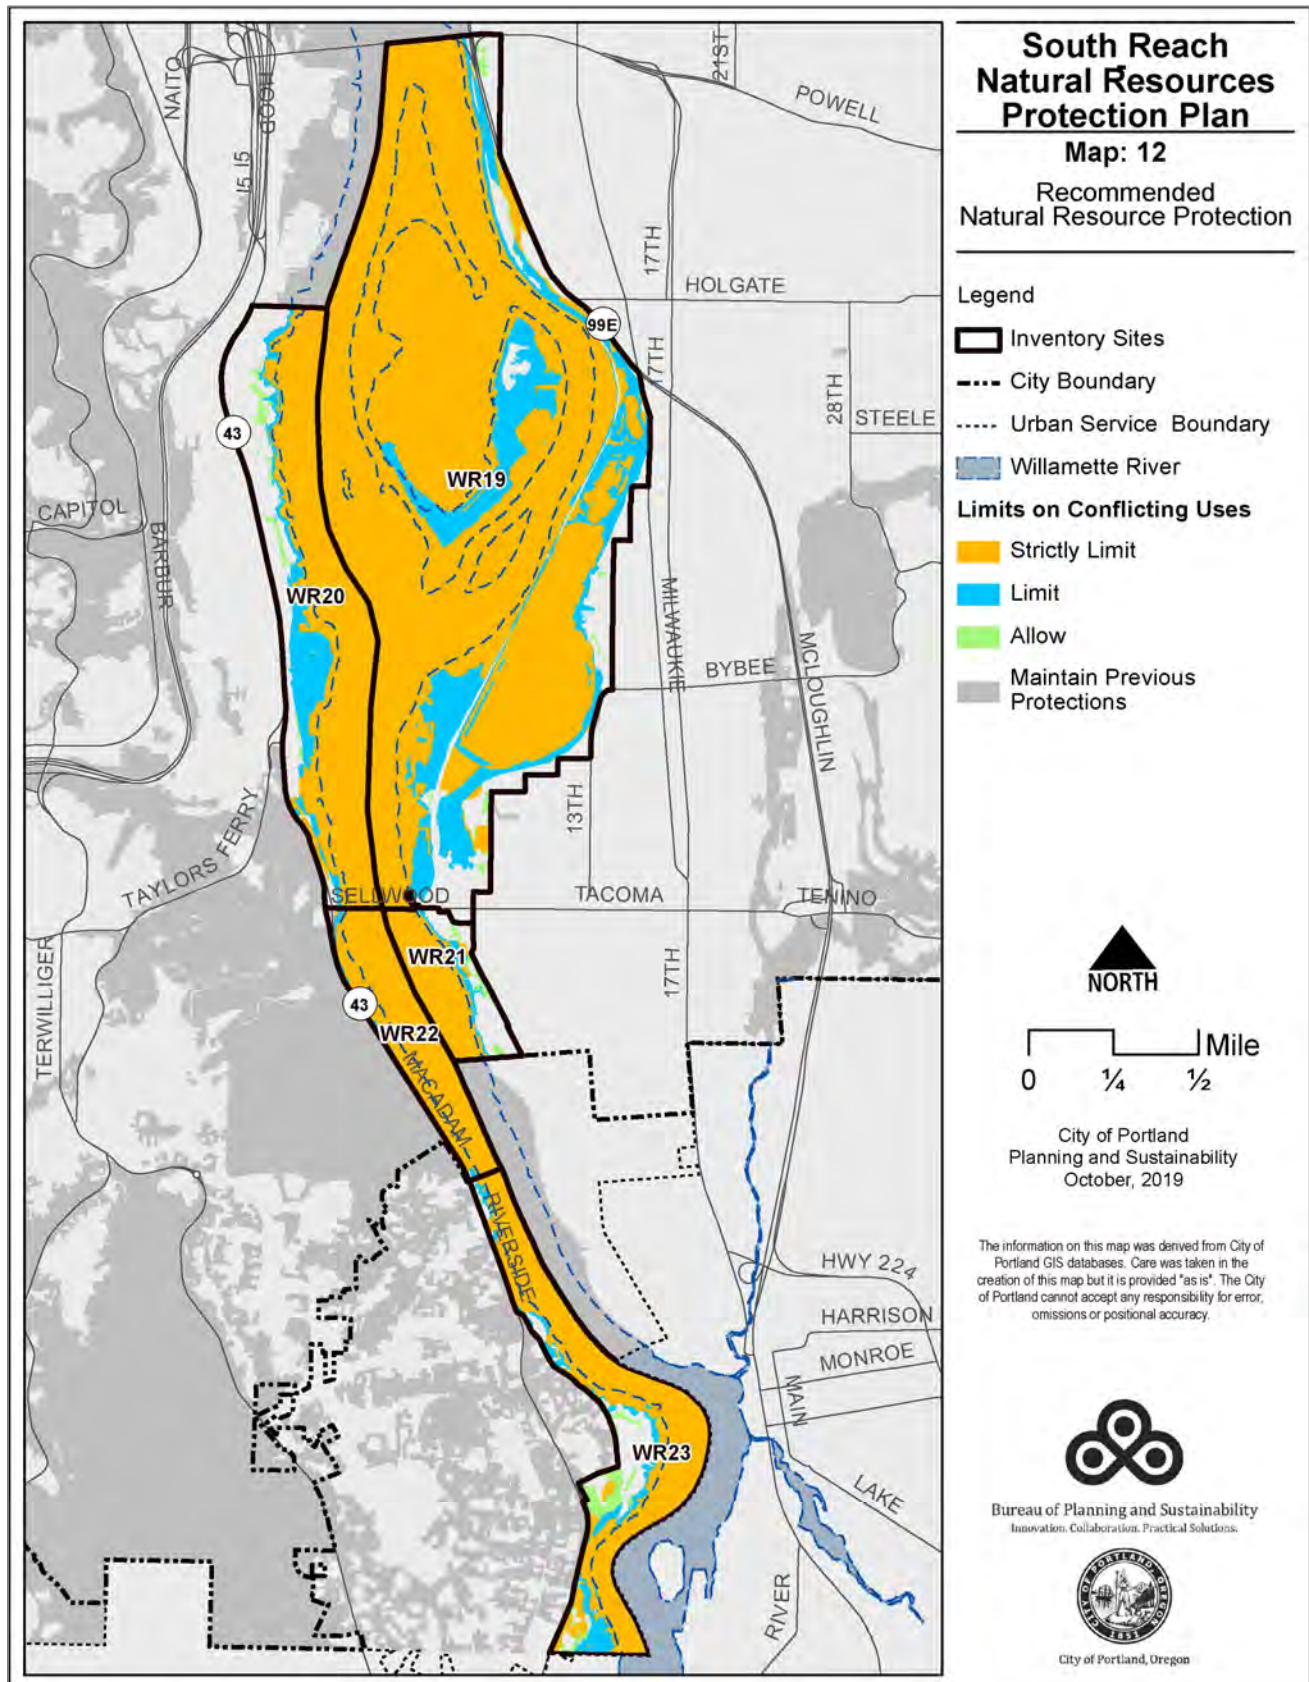 South Reach
Natural Resources
Protection Plan
Map: 12
Recommended
Natural Resource Protection
Legend
Inventory Sites
City Boundary
Urban Service Boundary
Willamette River
Limits on Conflicting Uses
Strictly Limit
Limit
Allow
Maintain Previous
Protections
NORTH
Mile
0 ¼ ½
City of Portland
Planning and Sustainability
October, 2019
The information on this map was derived from City of
Portland GIS databases. Care was taken in the
creation of this map but it is provided "as is". The City
of Portland cannot accept any responsibility for error,
omissions or positional accuracy.
Bureau of Planning and Sustainability
Innovation. Collaboration. Practical Solutions.
CITY OF PORTLAND, OREGON
1851
City of Portland, Oregon
NAITO
HOOD
I5 I5
21ST
POWELL
17TH
HOLGATE
99E
17TH
28TH
STEELE
43
WR19
CAPITOL
BARBUR
WR20
MILWAUKIE
BYBEE
MCLOUGHLIN
13TH
TAYLORS FERRY
SELLWOOD
TACOMA
TENINO
WR21
17TH
TERWILLIGER
43
WR22
MACADAM
RIVERSIDE
HWY 224
HARRISON
MONROE
MAIN
WR23
LAKE
RIVER